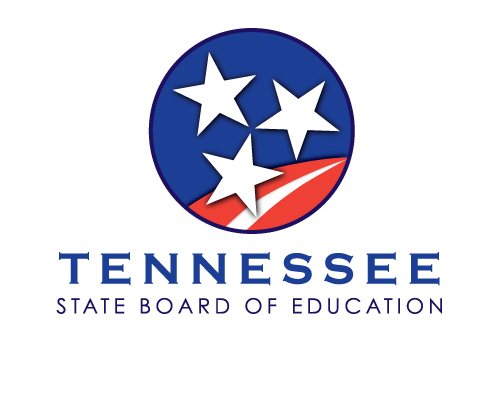 TENNESSEE
STATE BOARD OF EDUCATION